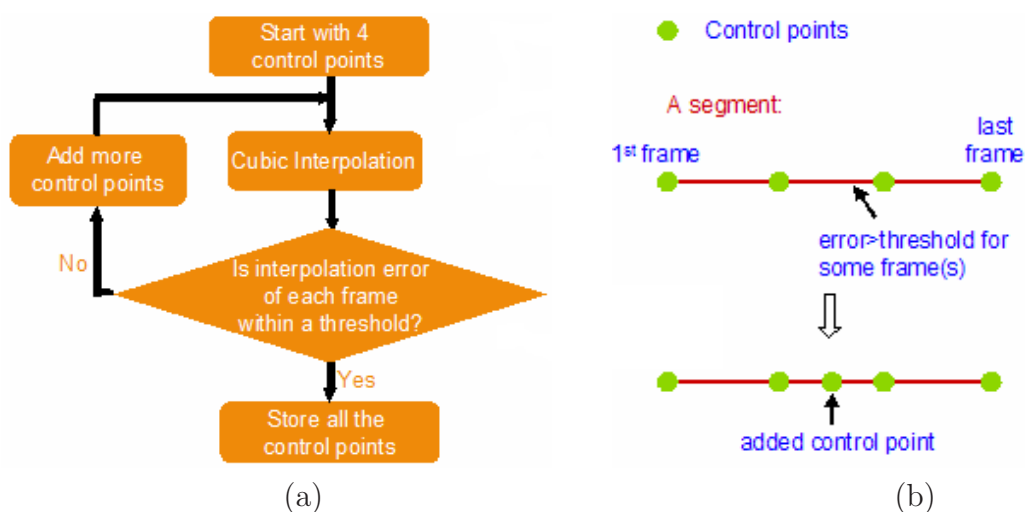 Start with 4
control points
Add more
control points
Cubic Interpolation
No
Is interpolation error
of each frame
within a threshold?
Yes
Store all the
control points
(a)
Control points
A segment:
1st frame
last
frame
error>threshold for
some frame(s)
added control point
(b)